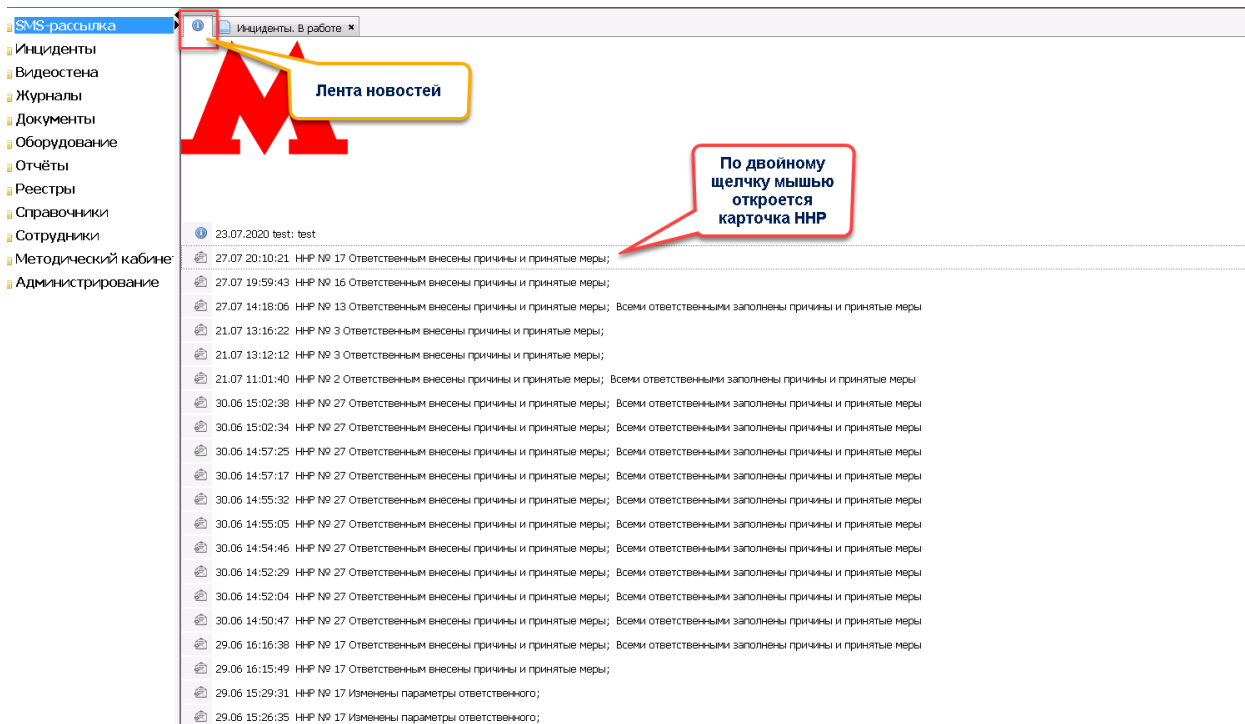 SMS-рассылка
Инциденты
Видеостена
Журналы
Документы
Оборудование
Отчёты
Реестры
Справочники
Сотрудники
Методический кабине
Администрирование
Инциденты. В работе
М
Лента новостей
По двойному
щелчку мышью
откроется
карточка ННР
23.07.2020 test: test
27.07 20:10:21 ННР № 17 Ответственным внесены причины и принятые меры;
27.07 19:59:43 ННР № 16 Ответственным внесены причины и принятые меры;
27.07 14:18:06 ННР № 13 Ответственным внесены причины и принятые меры; Всеми ответственными заполнены причины и принятые меры
21.07 13:16:22 ННР № 3 Ответственным внесены причины и принятые меры;
21.07 13:12:12 ННР № 3 Ответственным внесены причины и принятые меры;
21.07 11:01:40 ННР № 2 Ответственным внесены причины и принятые меры; Всеми ответственными заполнены причины и принятые меры
30.06 15:02:38 ННР № 27 Ответственным внесены причины и принятые меры; Всеми ответственными заполнены причины и принятые меры
30.06 15:02:34 ННР № 27 Ответственным внесены причины и принятые меры; Всеми ответственными заполнены причины и принятые меры
30.06 14:57:25 ННР № 27 Ответственным внесены причины и принятые меры; Всеми ответственными заполнены причины и принятые меры
30.06 14:57:17 ННР № 27 Ответственным внесены причины и принятые меры; Всеми ответственными заполнены причины и принятые меры
30.06 14:55:32 ННР № 27 Ответственным внесены причины и принятые меры; Всеми ответственными заполнены причины и принятые меры
30.06 14:55:05 ННР № 27 Ответственным внесены причины и принятые меры; Всеми ответственными заполнены причины и принятые меры
30.06 14:54:46 ННР № 27 Ответственным внесены причины и принятые меры; Всеми ответственными заполнены причины и принятые меры
30.06 14:52:29 ННР № 27 Ответственным внесены причины и принятые меры; Всеми ответственными заполнены причины и принятые меры
30.06 14:52:04 ННР № 27 Ответственным внесены причины и принятые меры; Всеми ответственными заполнены причины и принятые меры
30.06 14:50:47 ННР № 27 Ответственным внесены причины и принятые меры; Всеми ответственными заполнены причины и принятые меры
29.06 16:16:38 ННР № 17 Ответственным внесены причины и принятые меры; Всеми ответственными заполнены причины и принятые меры
29.06 16:15:49 ННР № 17 Ответственным внесены причины и принятые меры;
29.06 15:29:31 ННР № 17 Изменены параметры ответственного;
29.06 15:26:35 ННР № 17 Изменены параметры ответственного;